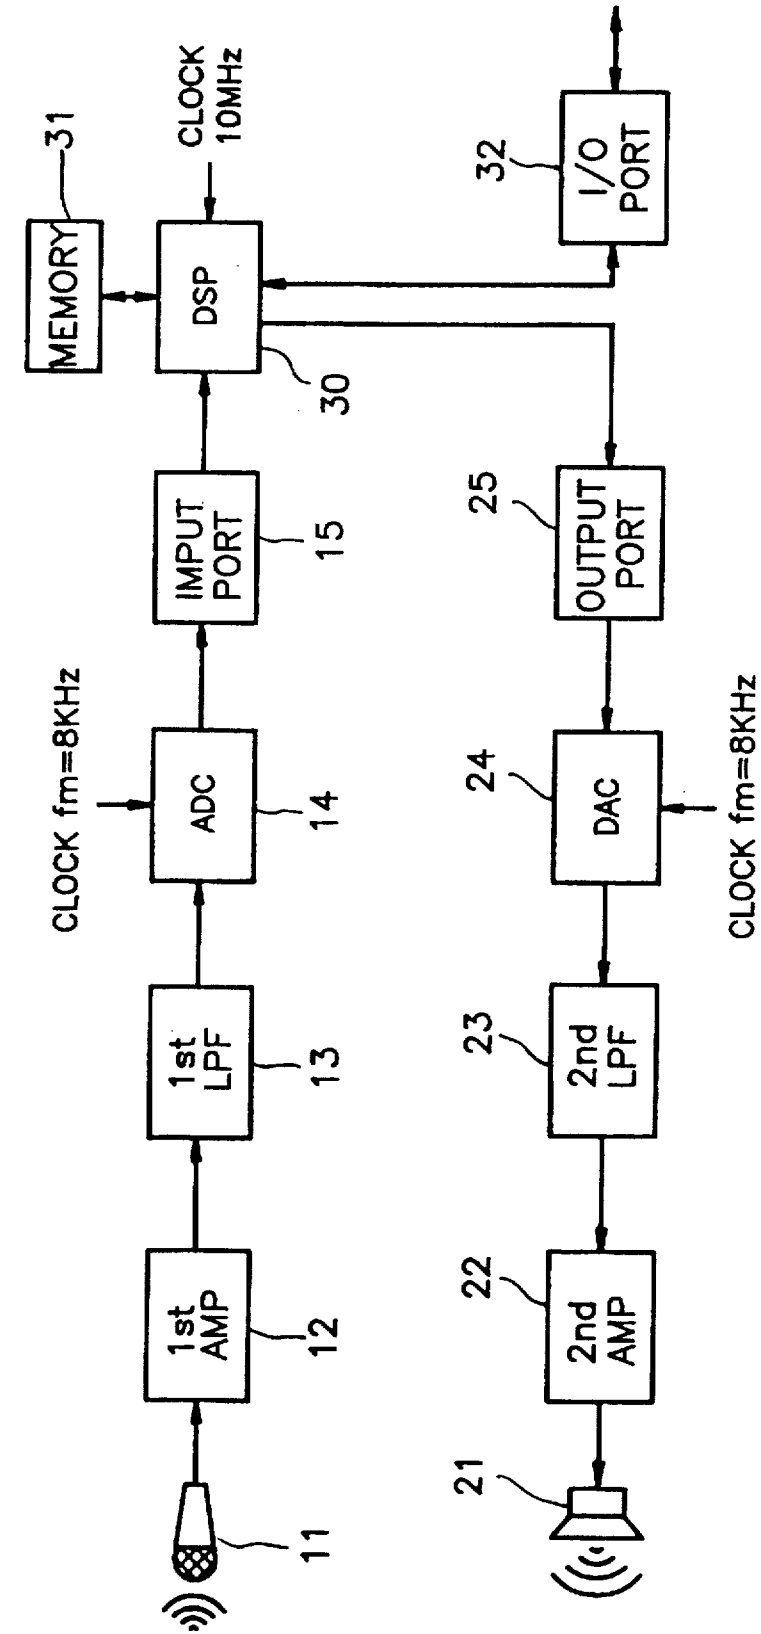 CLOCK fm=8KHz
31
MEMORY
CLOCK
10MHz
1st
AMP
1st
LPF
ADC
IMPUT
PORT
DSP
11
12
13
14
15
30
21
22
23
24
25
32
2nd
AMP
2nd
LPF
DAC
OUTPUT
PORT
I/O
PORT
CLOCK fm=8KHz